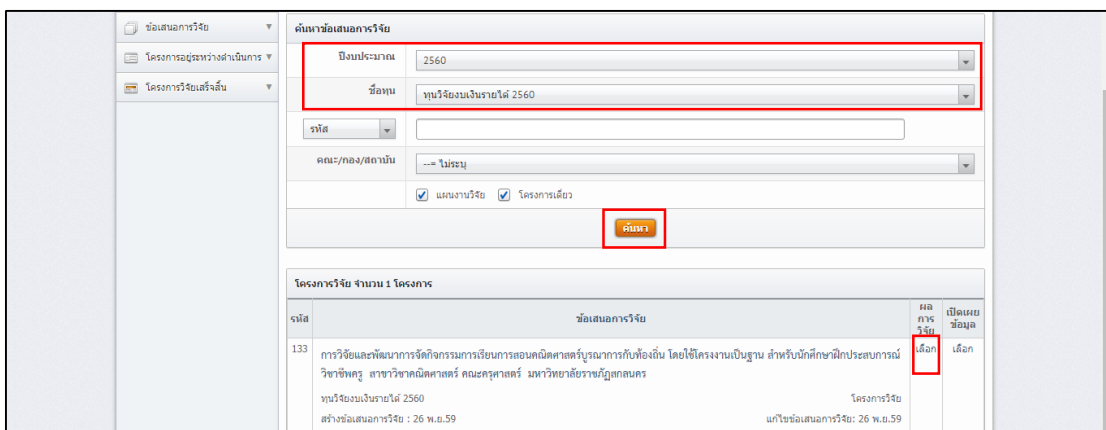 ข้อเสนอการวิจัย
โครงการอยู่ระหว่างดำเนินการ
โครงการวิจัยเสร็จสิ้น
ค้นหาข้อเสนอการวิจัย
ปีงบประมาณ 2560
ชื่อทุน ทุนวิจัยงบเงินรายได้ 2560
รหัส
คณะ/กอง/สถาบัน --= ไม่ระบุ
แผนงานวิจัย โครงการเดี่ยว
ค้นหา
โครงการวิจัย จำนวน 1 โครงการ
รหัส ข้อเสนอการวิจัย ผล
การ
วิจัย เปิดเผย
ข้อมูล
133 การวิจัยและพัฒนาการจัดกิจกรรมการเรียนการสอนคณิตศาสตร์บูรณาการกับท้องถิ่น โดยใช้โครงงานเป็นฐาน สำหรับนักศึกษาฝึกประสบการณ์ เลือก เลือก
วิชาชีพครู สาขาวิชาคณิตศาสตร์ คณะครุศาสตร์ มหาวิทยาลัยราชภัฏสกลนคร
ทุนวิจัยงบเงินรายได้ 2560 โครงการวิจัย
สร้างข้อเสนอการวิจัย : 26 พ.ย.59 แก้ไขข้อเสนอการวิจัย: 26 พ.ย.59